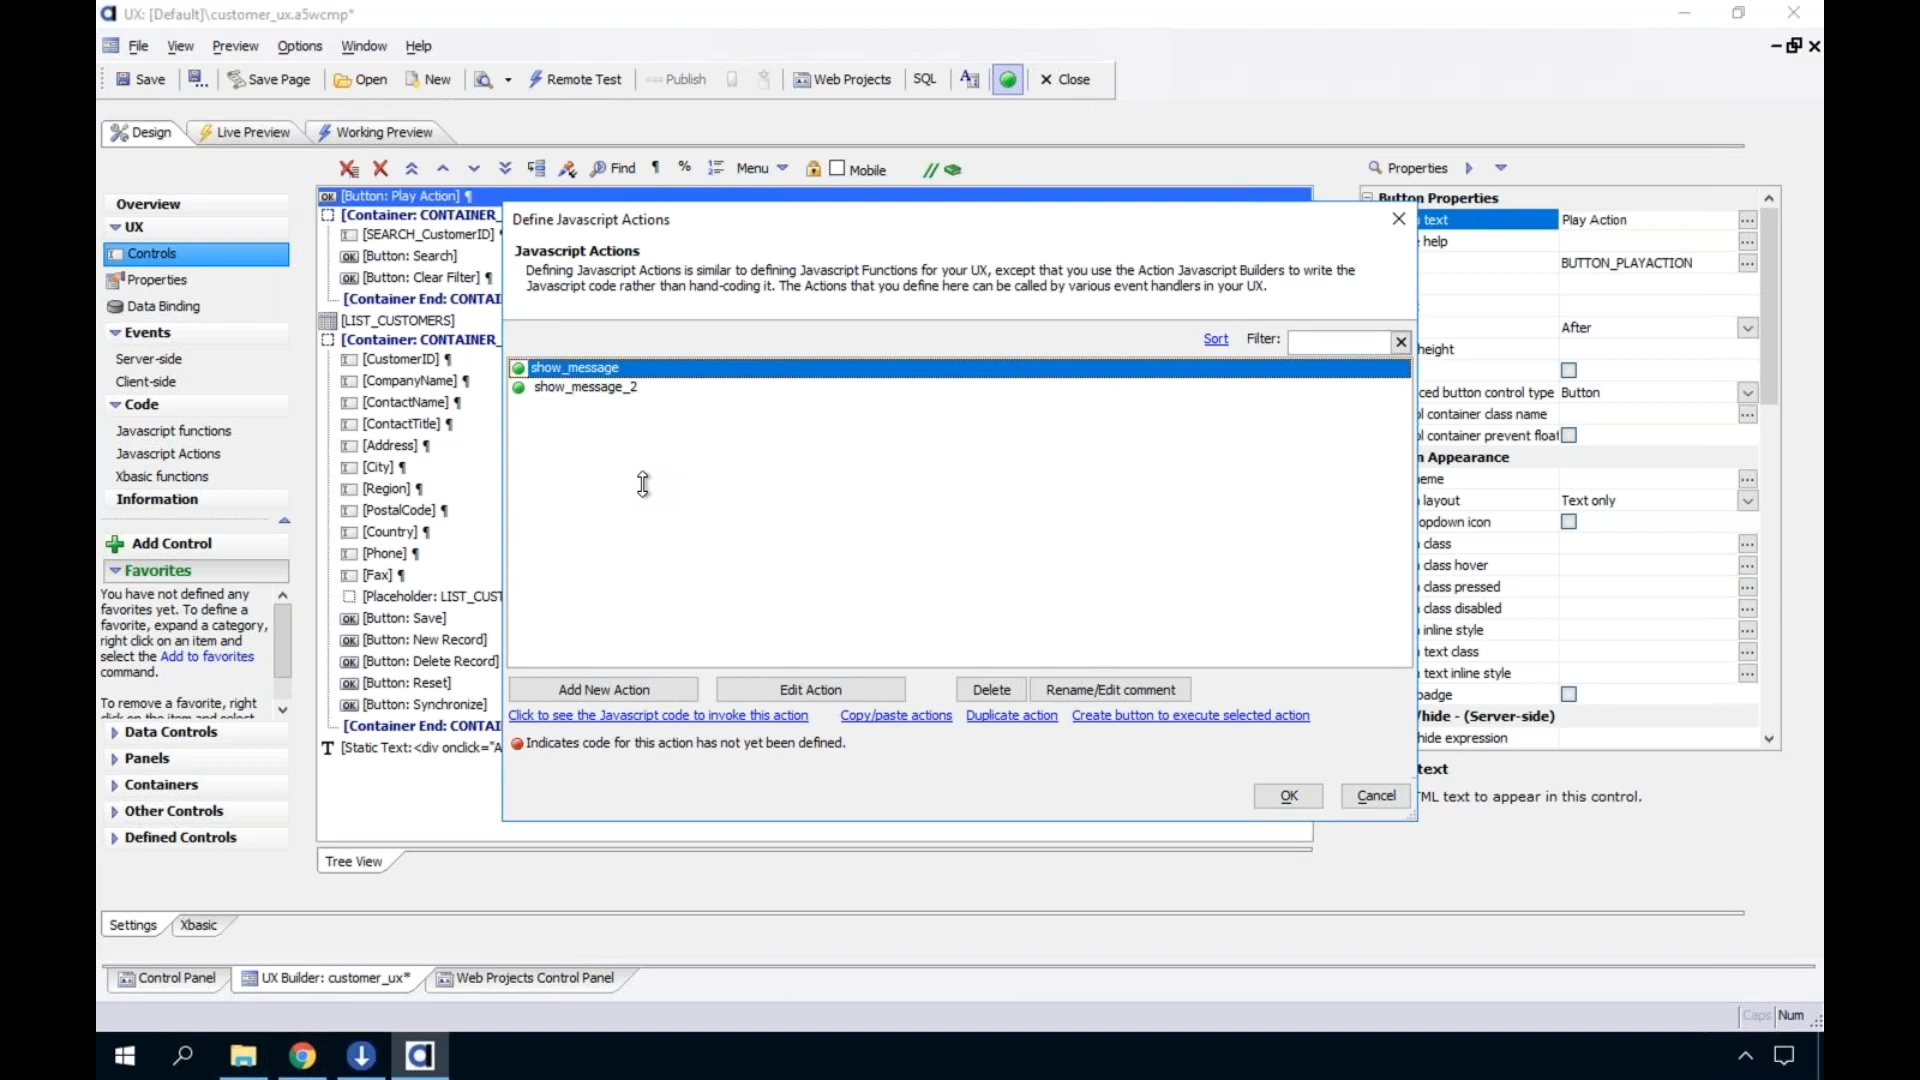 UX: [Default]\customer_ux.a5wcmp*
File View Preview Options Window Help
Save Save Page Open New Remote Test Publish Web Projects SQL Close
Design Live Preview Working Preview
Find ¶ % Menu Mobile // Properties
Overview
UX
Controls
Properties
Data Binding
Events
Server-side
Client-side
Code
Javascript functions
Javascript Actions
Xbasic functions
Information
Add Control
Favorites
You have not defined any
favorites yet. To define a
favorite, expand a category,
right click on an item and
select the Add to favorites
command.
To remove a favorite, right
Data Controls
Panels
Containers
Other Controls
Defined Controls
OK [Button: Play Action] ¶
[Container: CONTAINER_
[SEARCH_CustomerID]
OK [Button: Search]
OK [Button: Clear Filter] ¶
[Container End: CONTAI
[LIST_CUSTOMERS]
[Container: CONTAINER_
[CustomerID] ¶
[CompanyName] ¶
[ContactName] ¶
[ContactTitle] ¶
[Address] ¶
[City] ¶
[Region] ¶
[PostalCode] ¶
[Country] ¶
[Phone] ¶
[Fax] ¶
[Placeholder: LIST_CUST
OK [Button: Save]
OK [Button: New Record]
OK [Button: Delete Record]
OK [Button: Reset]
OK [Button: Synchronize]
[Container End: CONTAI
T [Static Text:<div onclick="A
Tree View
Define Javascript Actions
Javascript Actions
Defining Javascript Actions is similar to defining Javascript Functions for your UX, except that you use the Action Javascript Builders to write the
Javascript code rather than hand-coding it. The Actions that you define here can be called by various event handlers in your UX.
Sort Filter:
show_message
show_message_2
Add New Action Edit Action Delete Rename/Edit comment
Click to see the Javascript code to invoke this action Copy/paste actions Duplicate action Create button to execute selected action
Indicates code for this action has not yet been defined.
OK Cancel
Button Properties
text Play Action
help
BUTTON_PLAYACTION
After
height
ced button control type Button
ol container class name
ol container prevent float
n Appearance
eme
layout Text only
opdown icon
class
class hover
class pressed
class disabled
inline style
text class
text inline style
badge
/hide - (Server-side)
hide expression
text
ML text to appear in this control.
Settings Xbasic
Control Panel UX Builder: customer_ux* Web Projects Control Panel
Caps Num